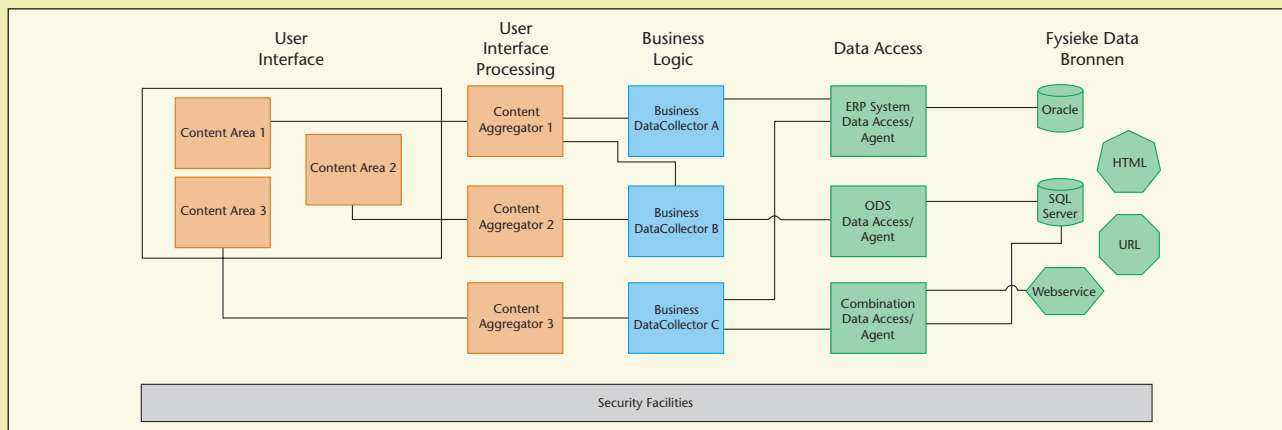 User
Interface
User
Interface
Processing
Business
Logic
Data Access
Fysieke Data
Bronnen
Content Area 1
Content Area 2
Content Area 3
Content
Aggregator 1
Content
Aggregator 2
Content
Aggregator 3
Business
DataCollector A
Business
DataCollector B
Business
DataCollector C
ERP System
Data Access/
Agent
ODS
Data Access/
Agent
Combination
Data Access/
Agent
Oracle
HTML
SQL
Server
URL
Webservice
Security Facilities